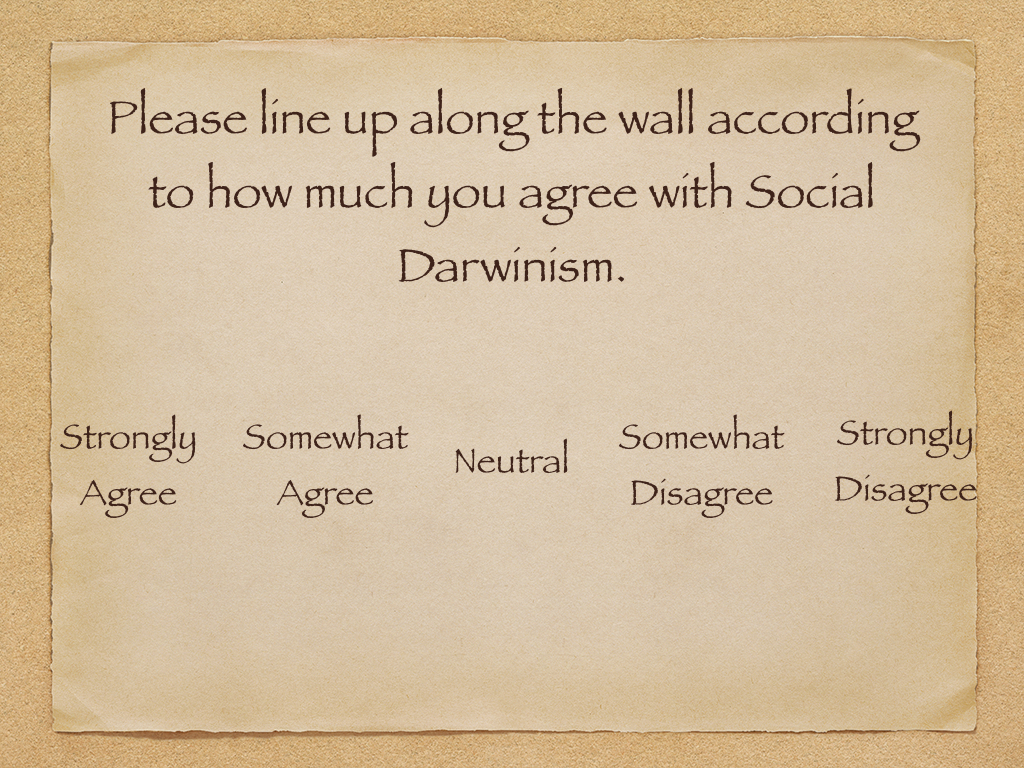 Please line up along the wall according
to how much you agree with Social
Darwinism.
Strongly
Agree
Somewhat
Agree
Neutral
Somewhat
Disagree
Strongly
Disagree